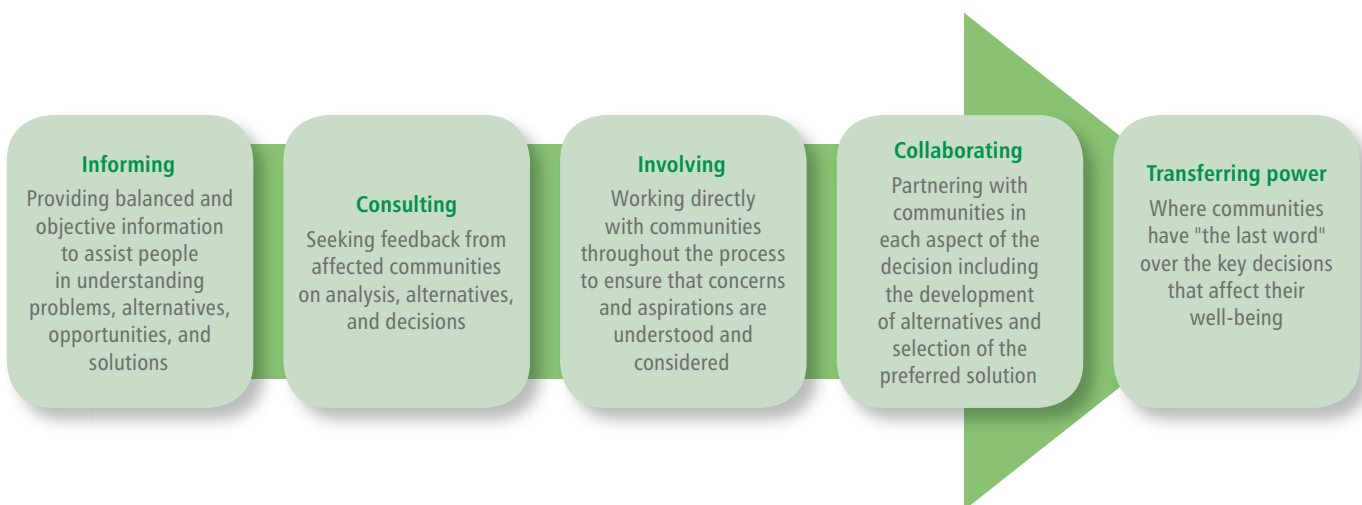 Informing
Providing balanced and
objective information
to assist people
in understanding
problems, alternatives,
opportunities, and
solutions
Consulting
Seeking feedback from
affected communities
on analysis, alternatives,
and decisions
Involving
Working directly
with communities
throughout the process
to ensure that concerns
and aspirations are
understood and
considered
Collaborating
Partnering with
communities in
each aspect of the
decision including
the development
of alternatives and
selection of the
preferred solution
Transferring power
Where communities
have "the last word"
over the key decisions
that affect their
well-being